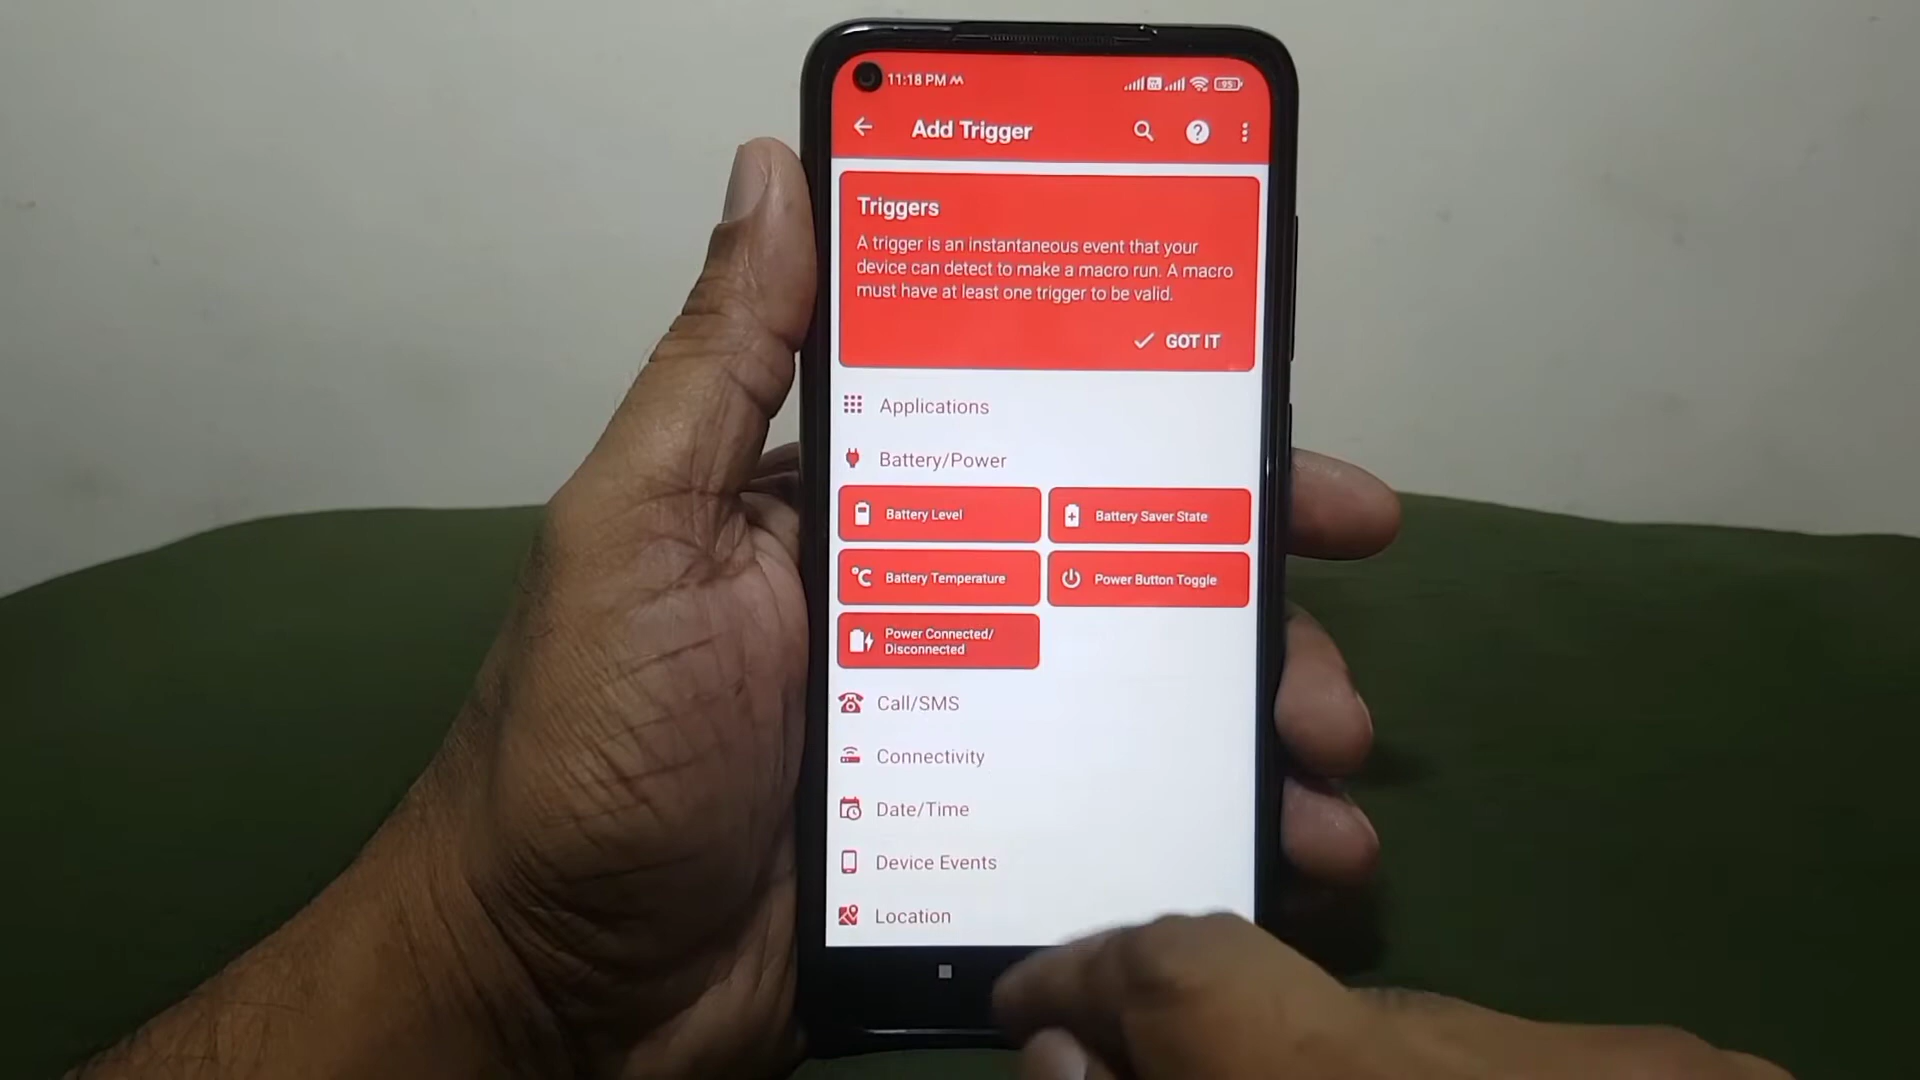 11:18 PM
95
Add Trigger
Triggers
A trigger is an instantaneous event that your
device can detect to make a macro run. A macro
must have at least one trigger to be valid.
GOT IT
Applications
Battery/Power
Battery Level
Battery Saver State
°C Battery Temperature
Power Button Toggle
Power Connected/
Disconnected
Call/SMS
Connectivity
Date/Time
Device Events
Location